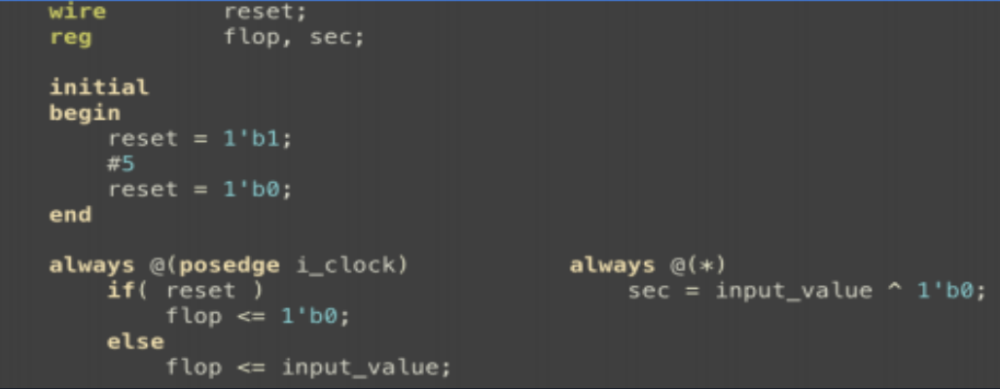 wire        reset;
reg         flop, sec;
initial
begin
    reset = 1'b1;
    #5
    reset = 1'b0;
end
always @(posedge i_clock)
    if( reset )
        flop <= 1'b0;
    else
        flop <= input_value;
always @(*)
    sec = input_value ^ 1'b0;